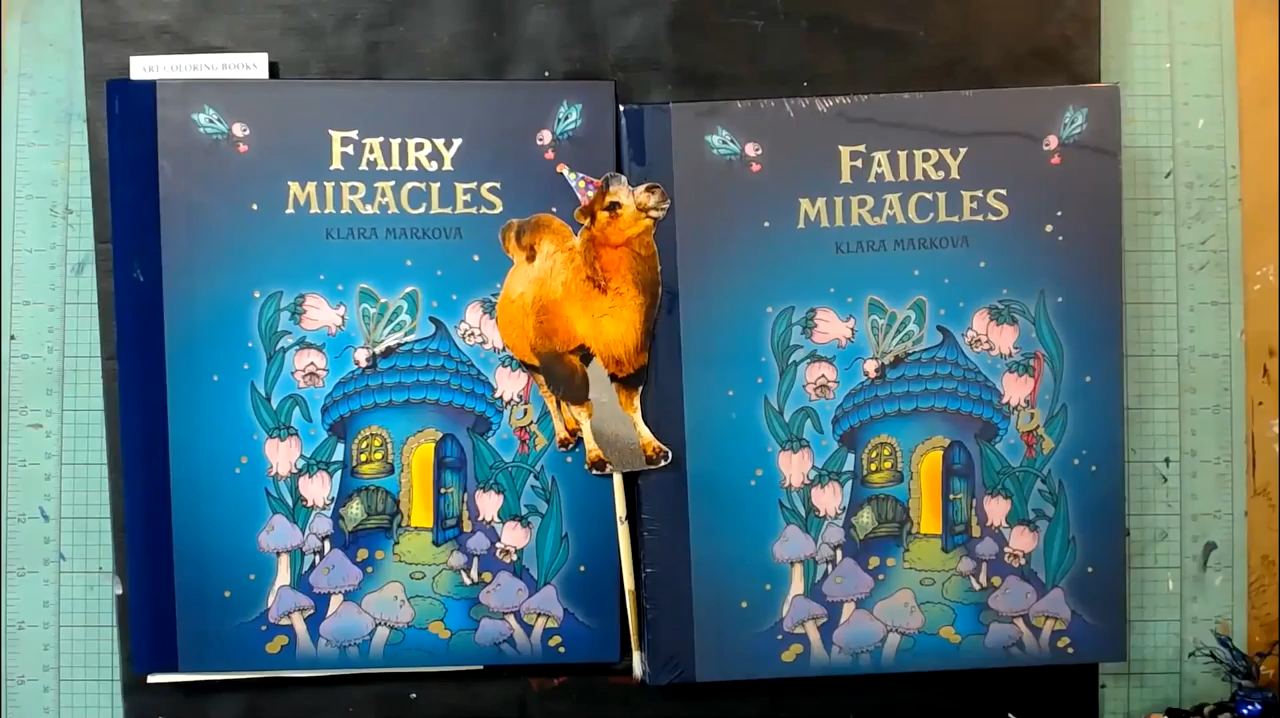 ART COLORING BOOKS
FAIRY
MIRACLES
KLARA MARKOVA
FAIRY
MIRACLES
KLARA MARKOVA